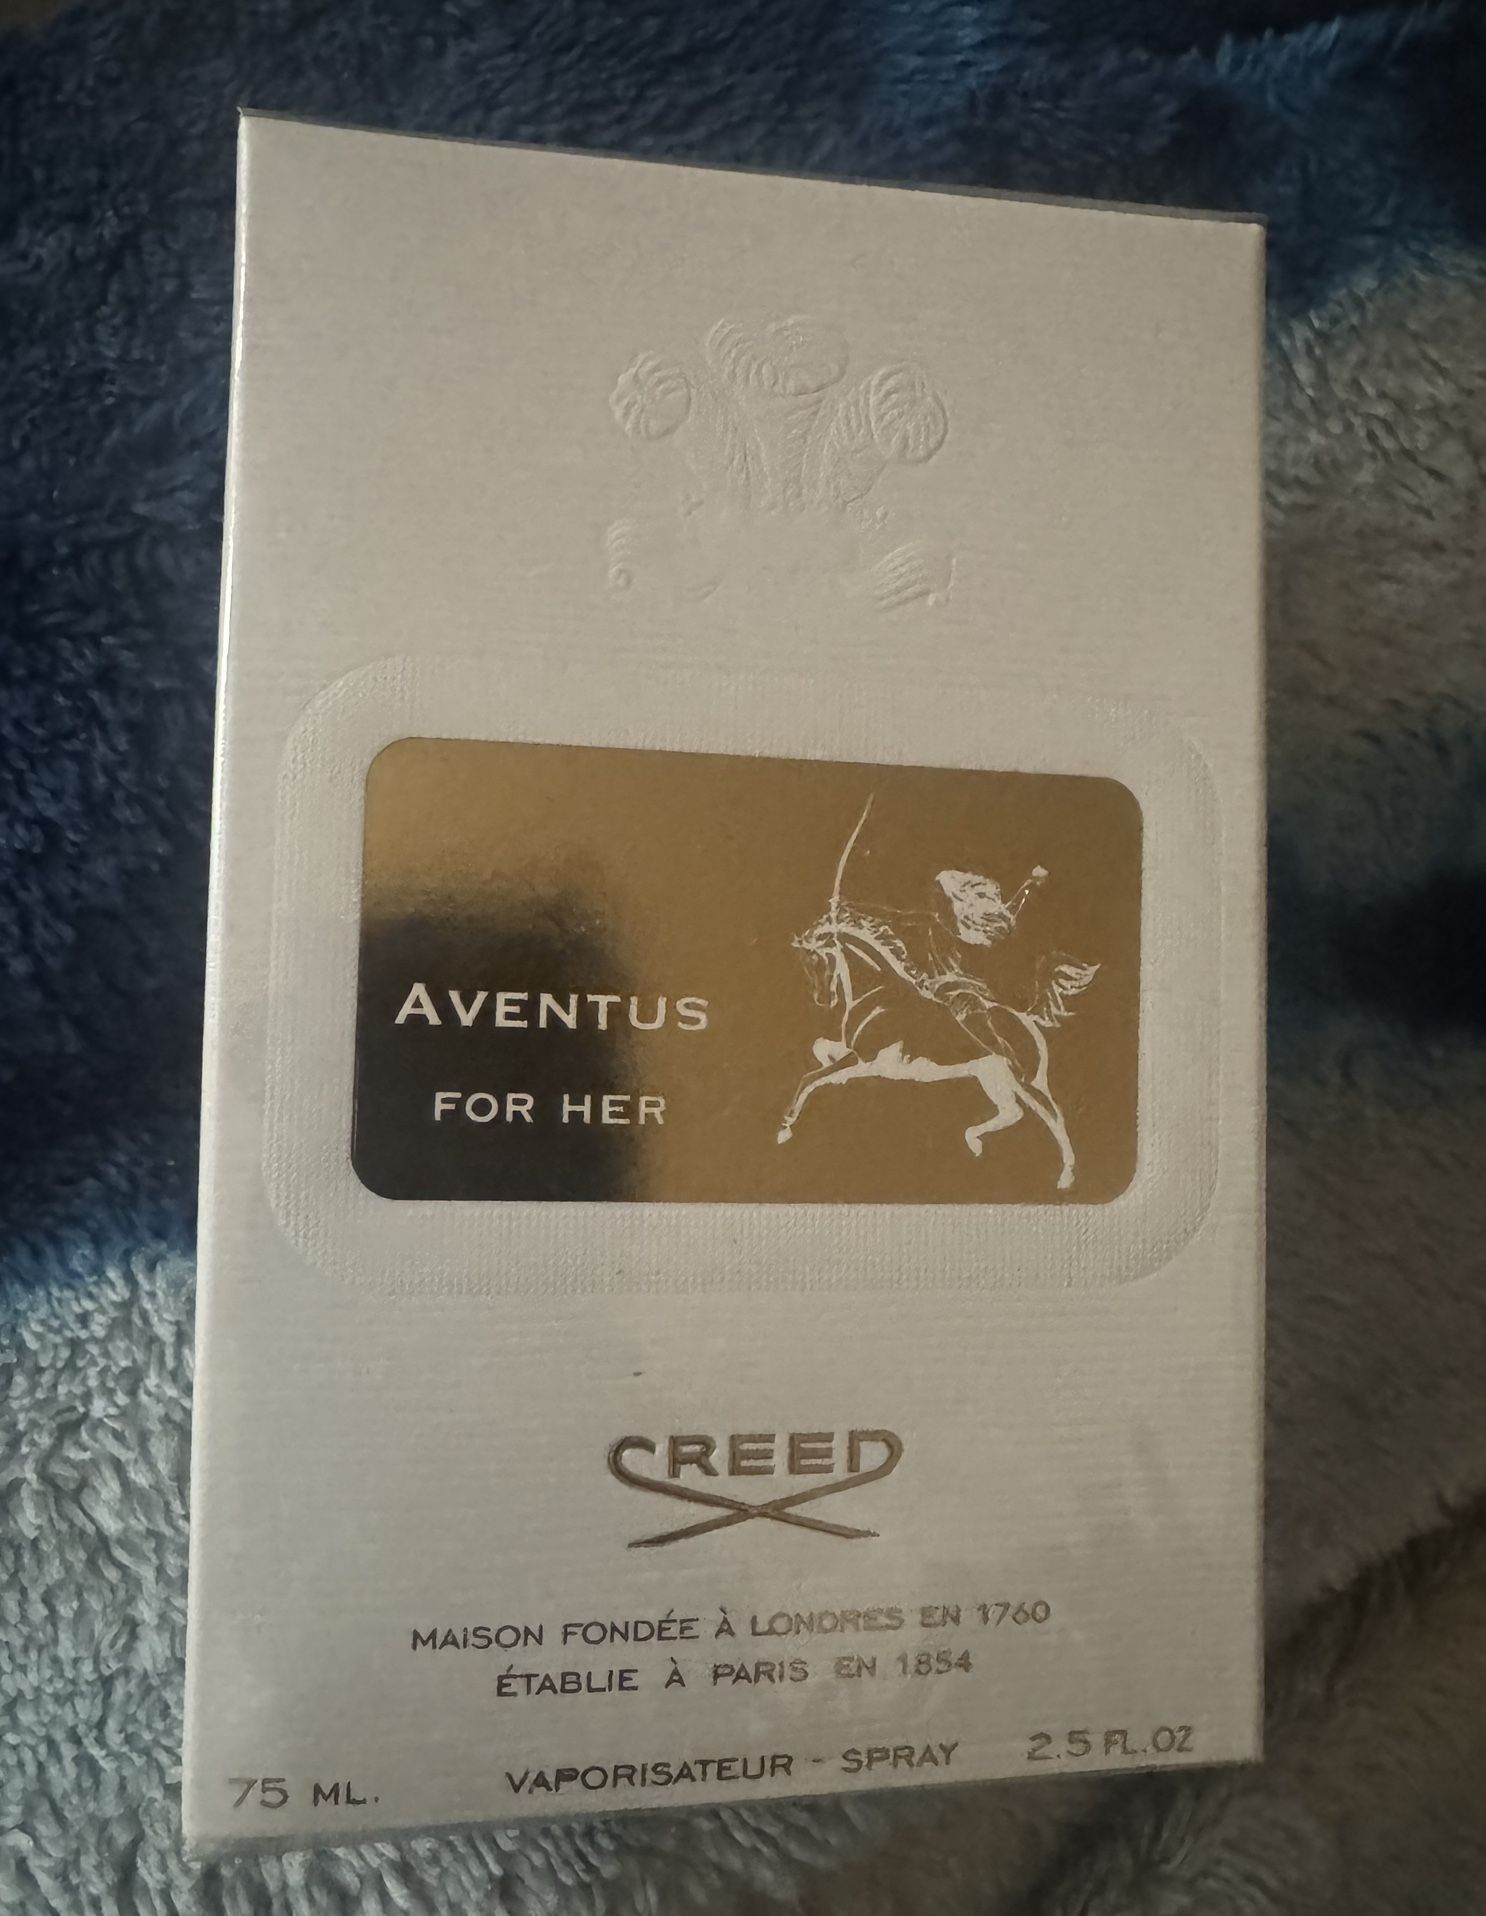 AVENTUS
FOR HER
CREED
MAISON FONDÉE À LONDRES EN 1760
ÉTABLIE À PARIS EN 1854
75 ML. VAPORISATEUR - SPRAY 2.5 FL.OZ